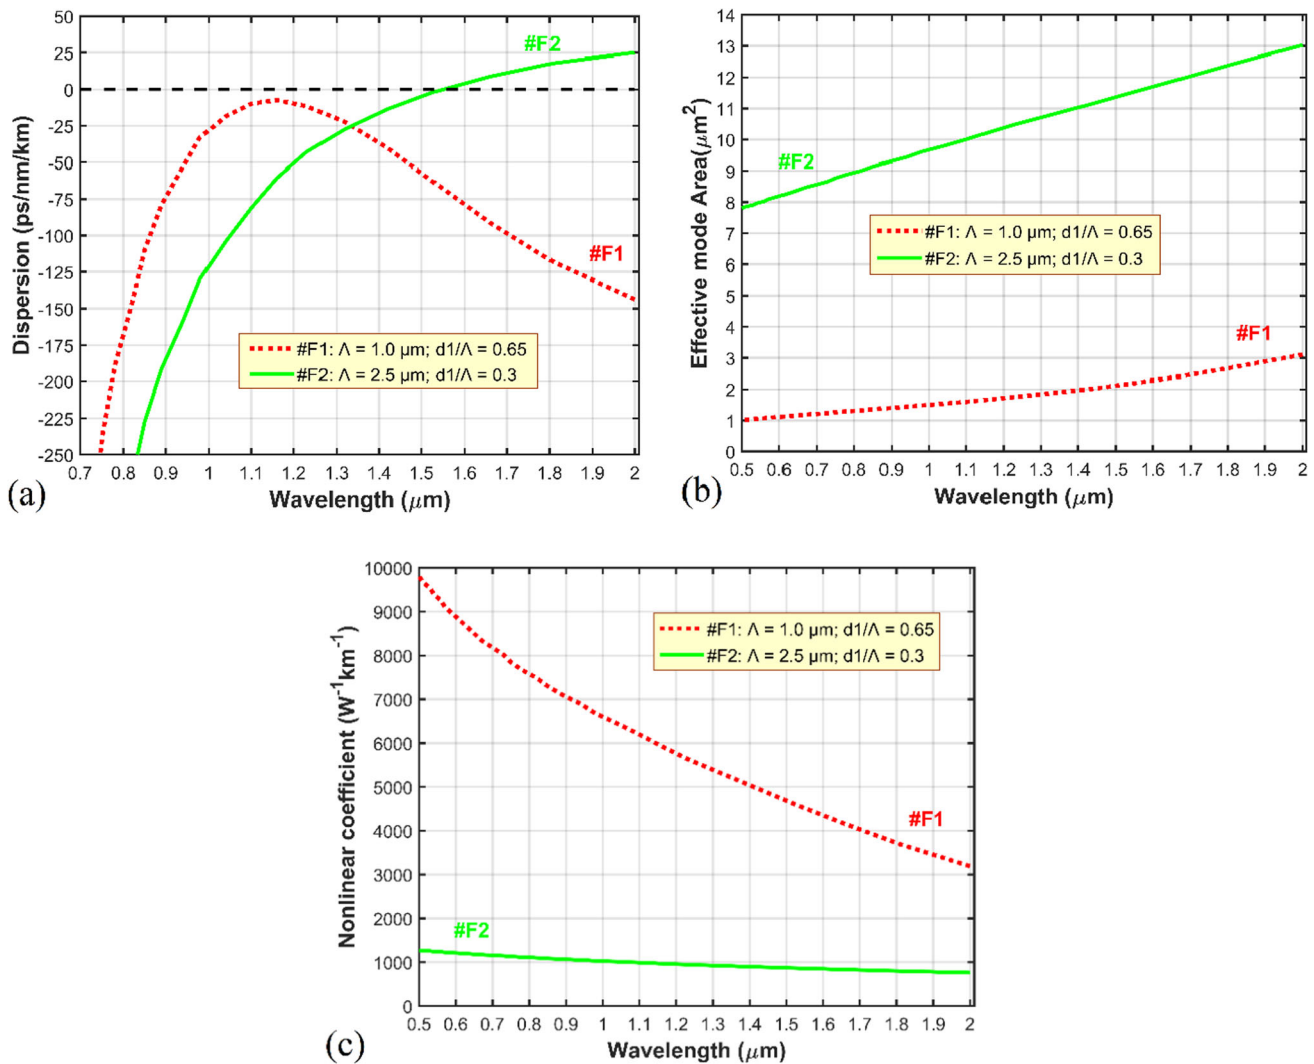 50
25
0
-25
-50
-75
-100
-125
-150
-175
-200
-225
-250
Dispersion (ps/nm/km)
#F2
#F1
#F1: Λ = 1.0 μm; d1/Λ = 0.65
#F2: Λ = 2.5 μm; d1/Λ = 0.3
0.7 0.8 0.9 1 1.1 1.2 1.3 1.4 1.5 1.6 1.7 1.8 1.9 2
Wavelength (μm)
(a)
14
13
12
11
10
9
8
7
6
5
4
3
2
1
0
Effective mode Area(μm²)
#F2
#F1: Λ = 1.0 μm; d1/Λ = 0.65
#F2: Λ = 2.5 μm; d1/Λ = 0.3
#F1
0.5 0.6 0.7 0.8 0.9 1 1.1 1.2 1.3 1.4 1.5 1.6 1.7 1.8 1.9 2
Wavelength (μm)
(b)
10000
9000
8000
7000
6000
5000
4000
3000
2000
1000
0
Nonlinear coefficient (W⁻¹km⁻¹)
#F1: Λ = 1.0 μm; d1/Λ = 0.65
#F2: Λ = 2.5 μm; d1/Λ = 0.3
#F1
#F2
0.5 0.6 0.7 0.8 0.9 1 1.1 1.2 1.3 1.4 1.5 1.6 1.7 1.8 1.9 2
Wavelength (μm)
(c)